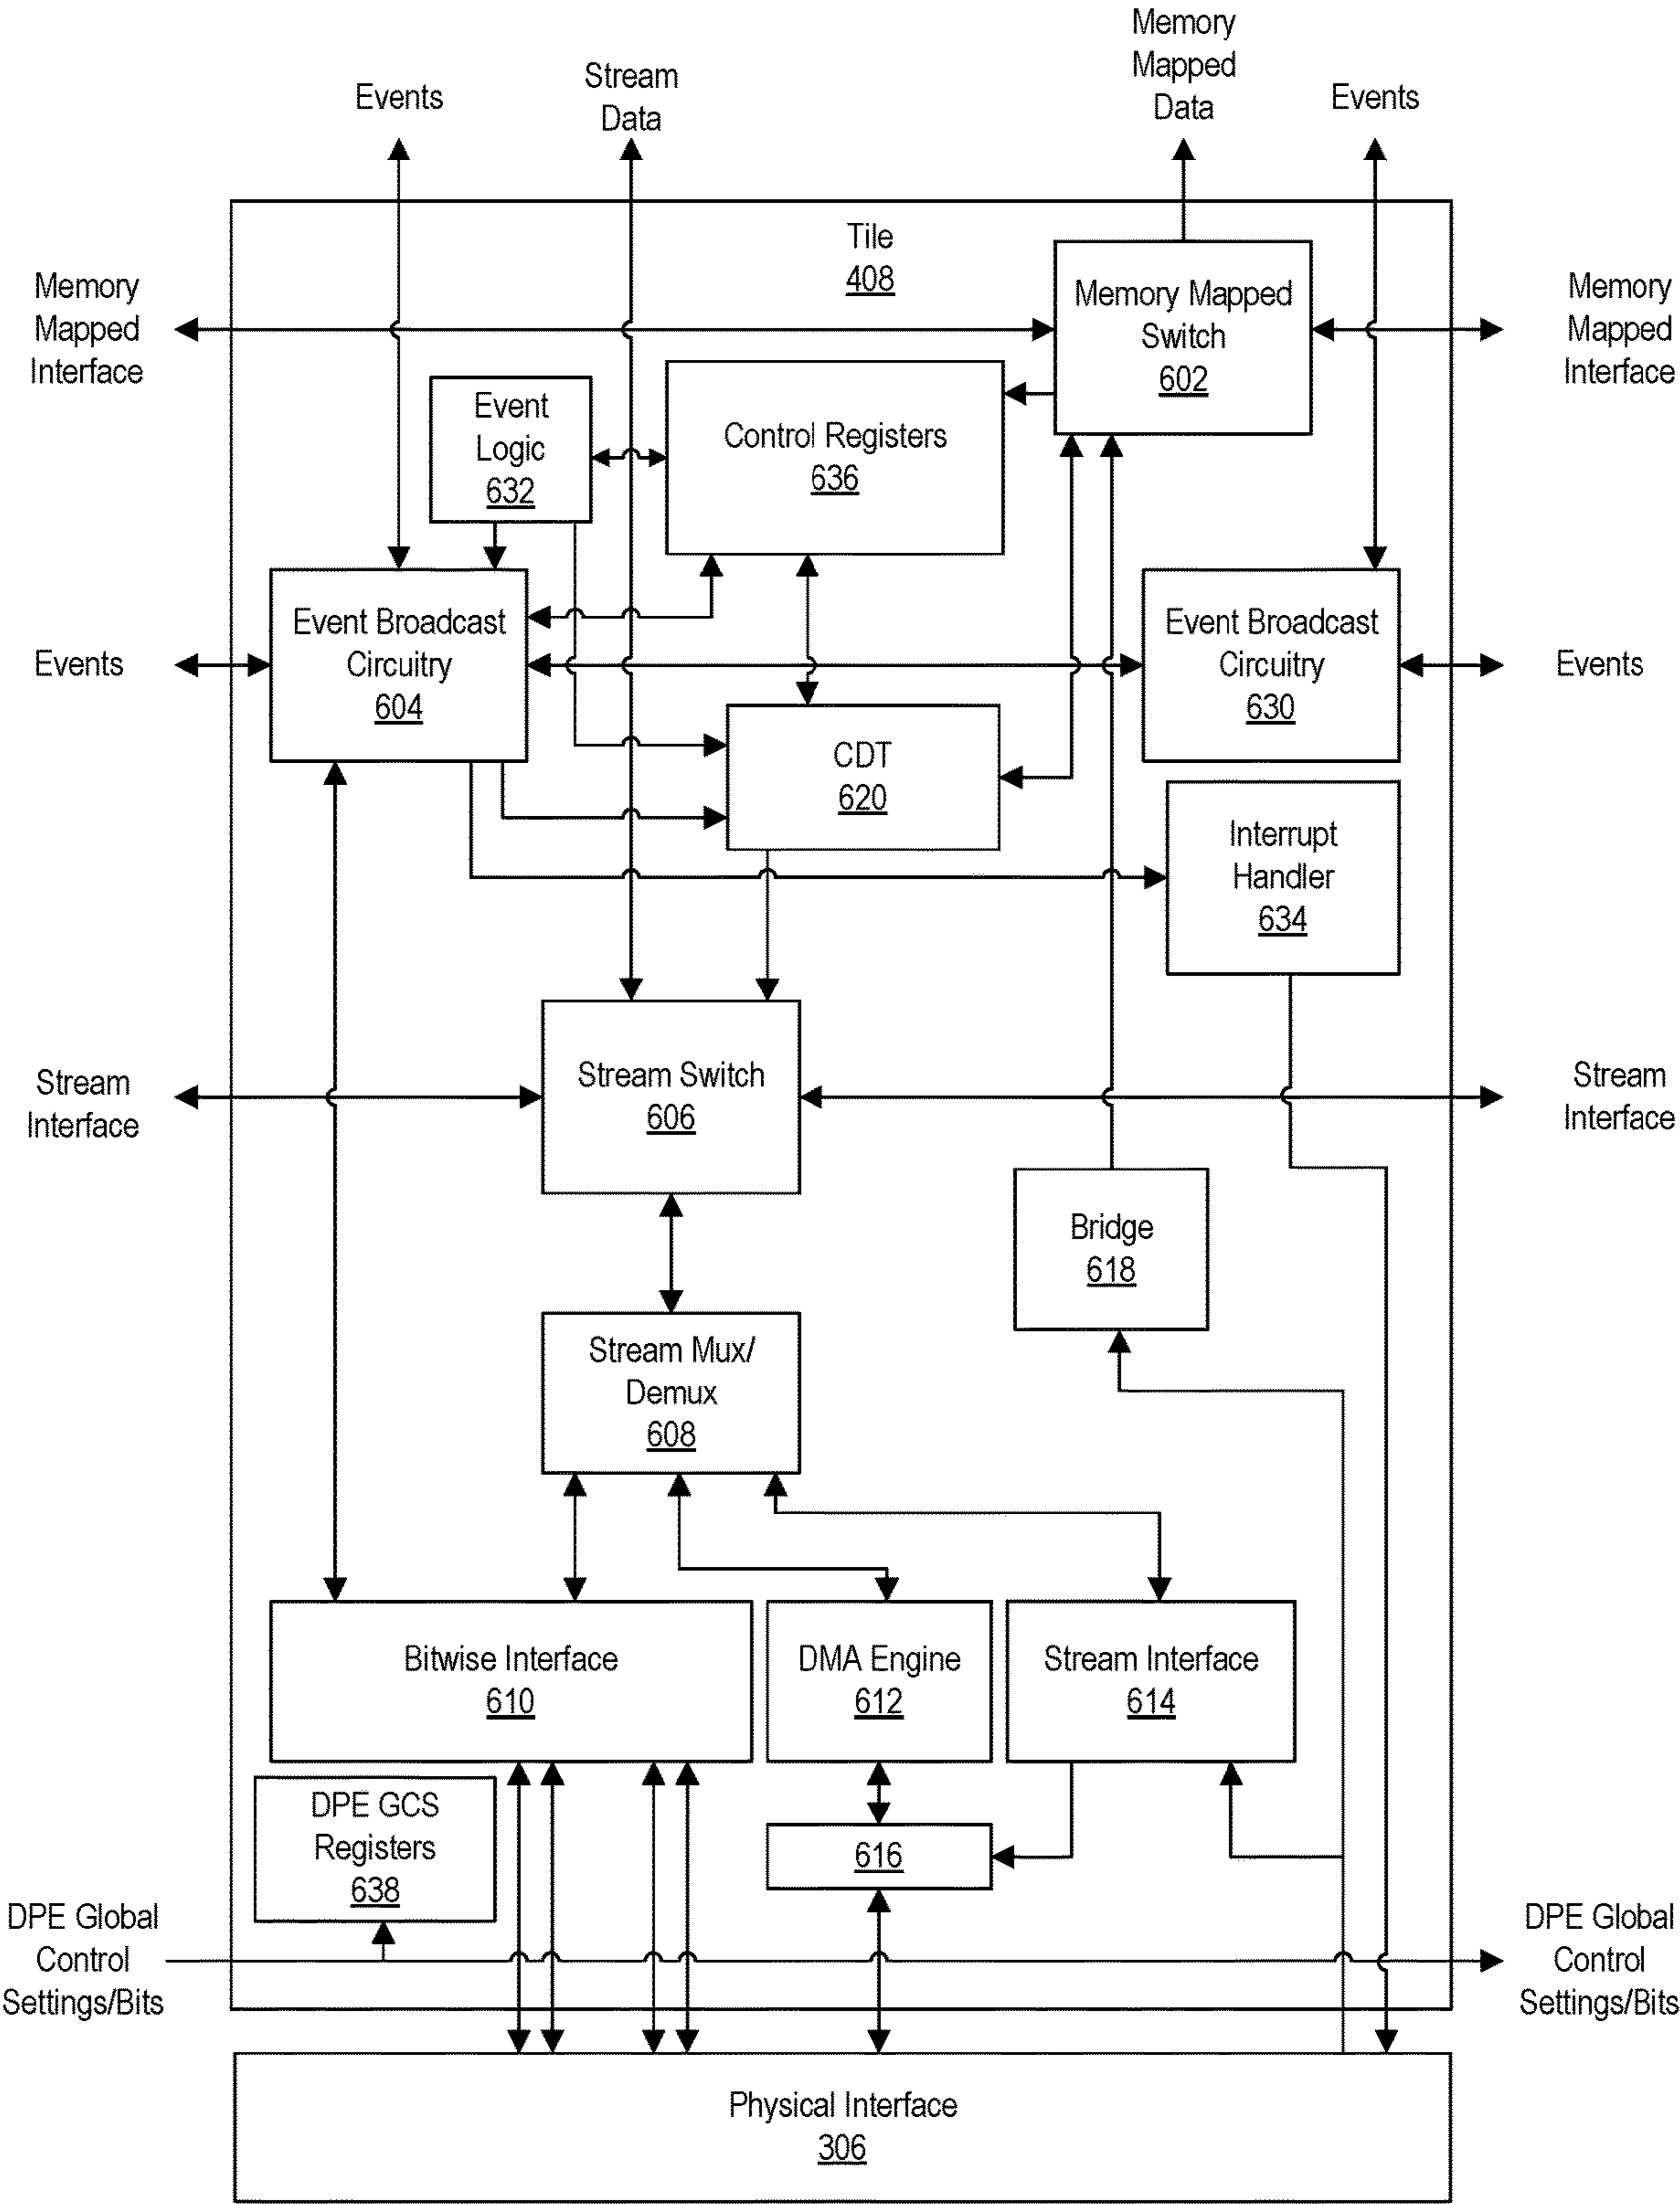 Memory
Mapped
Data
Events
Stream
Data
Events
Tile
408
Memory
Mapped
Interface
Memory Mapped
Switch
602
Memory
Mapped
Interface
Event
Logic
632
Control Registers
636
Events
Event Broadcast
Circuitry
604
Event Broadcast
Circuitry
630
Events
CDT
620
Interrupt
Handler
634
Stream
Interface
Stream Switch
606
Stream
Interface
Bridge
618
Stream Mux/
Demux
608
Bitwise Interface
610
DMA Engine
612
Stream Interface
614
DPE GCS
Registers
638
616
DPE Global
Control
Settings/Bits
DPE Global
Control
Settings/Bits
Physical Interface
306